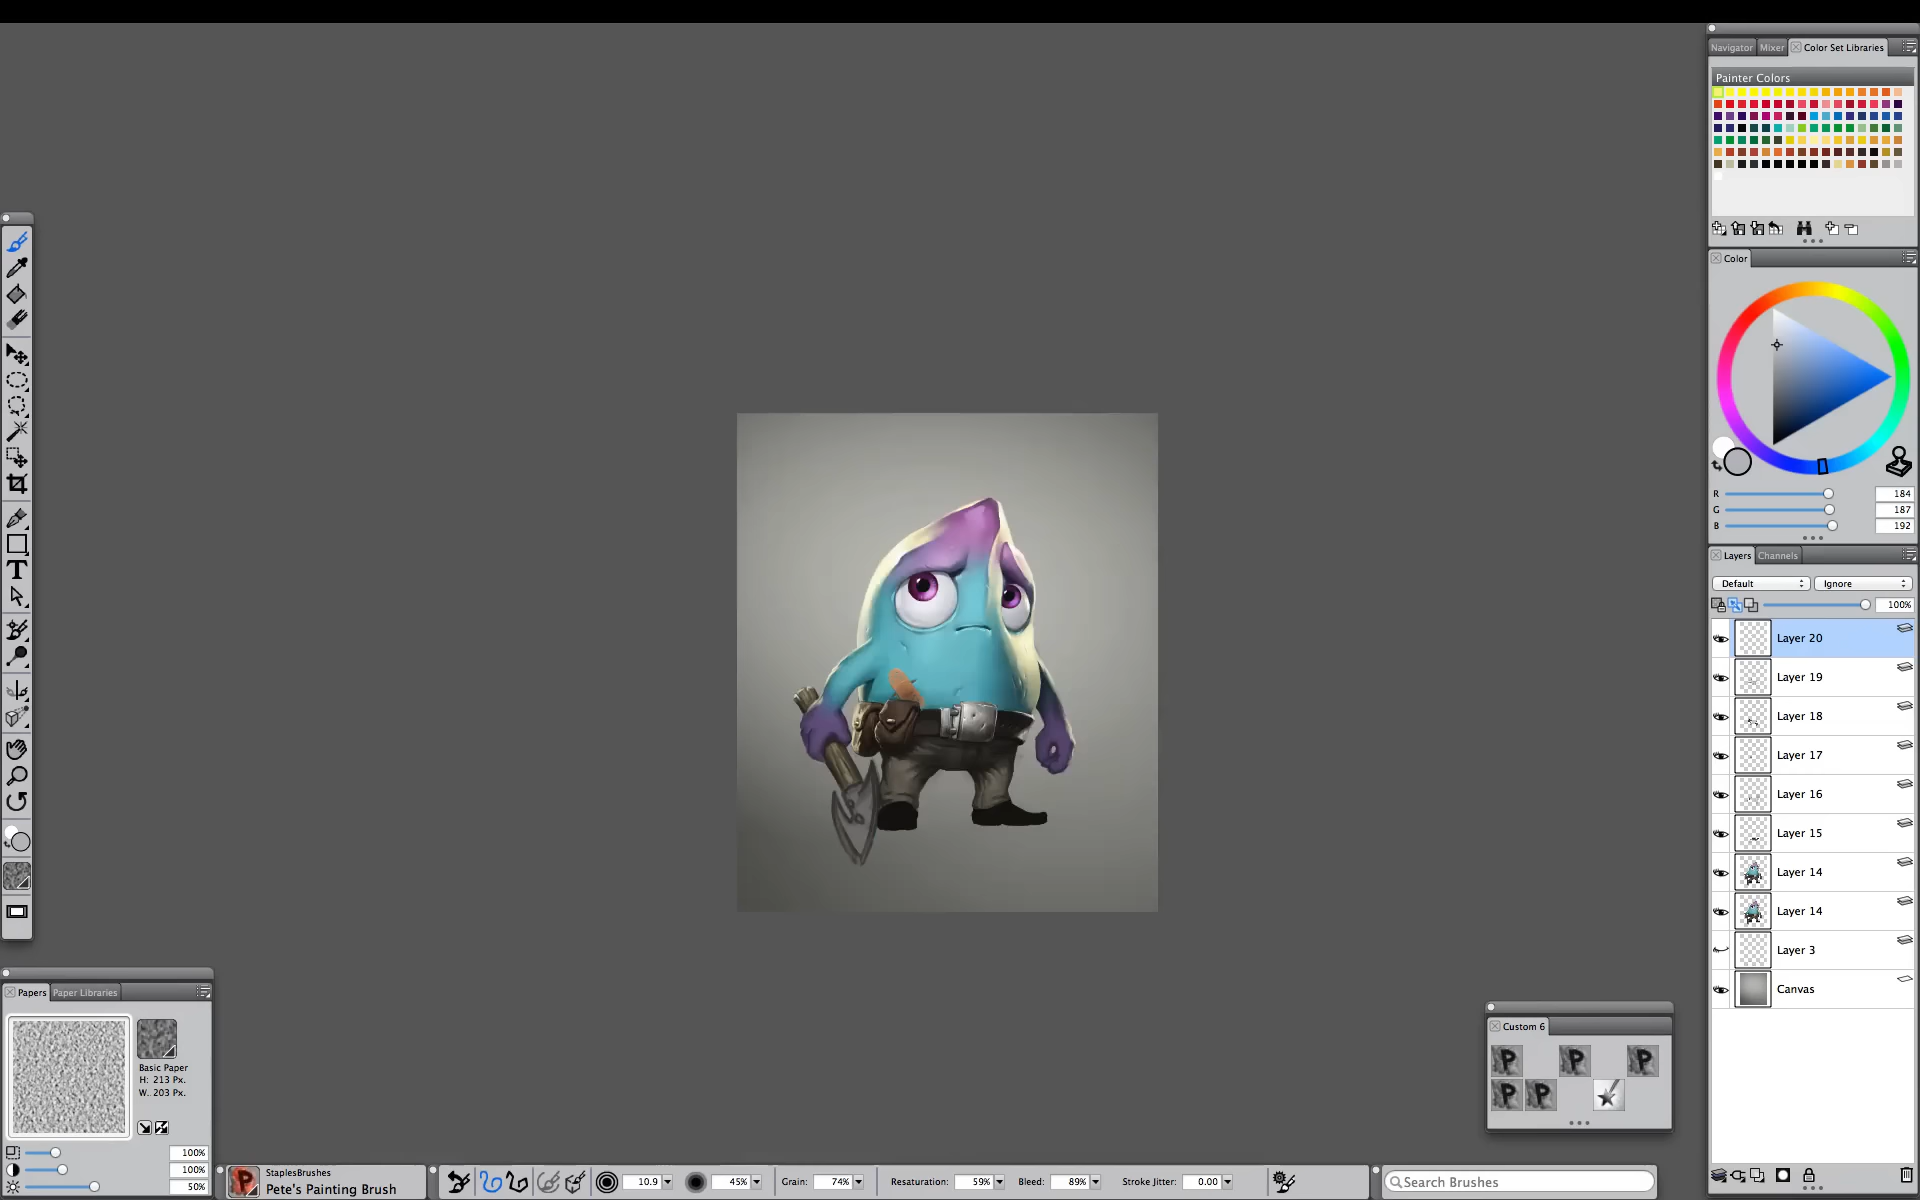 Navigator Mixer Color Set Libraries
Painter Colors
Color
R 184
G 187
B 192
Layers Channels
Default Ignore
100%
Layer 20
Layer 19
Layer 18
Layer 17
Layer 16
Layer 15
Layer 14
Layer 14
Layer 3
Canvas
T
Papers Paper Libraries
Basic Paper
H: 213 Px.
W.. 203 Px.
100%
100%
50%
Custom 6
P P P
P P
P StaplesBrushes
Pete's Painting Brush
10.9 45% Grain: 74% Resaturation: 59% Bleed: 89% Stroke Jitter: 0.00
Search Brushes